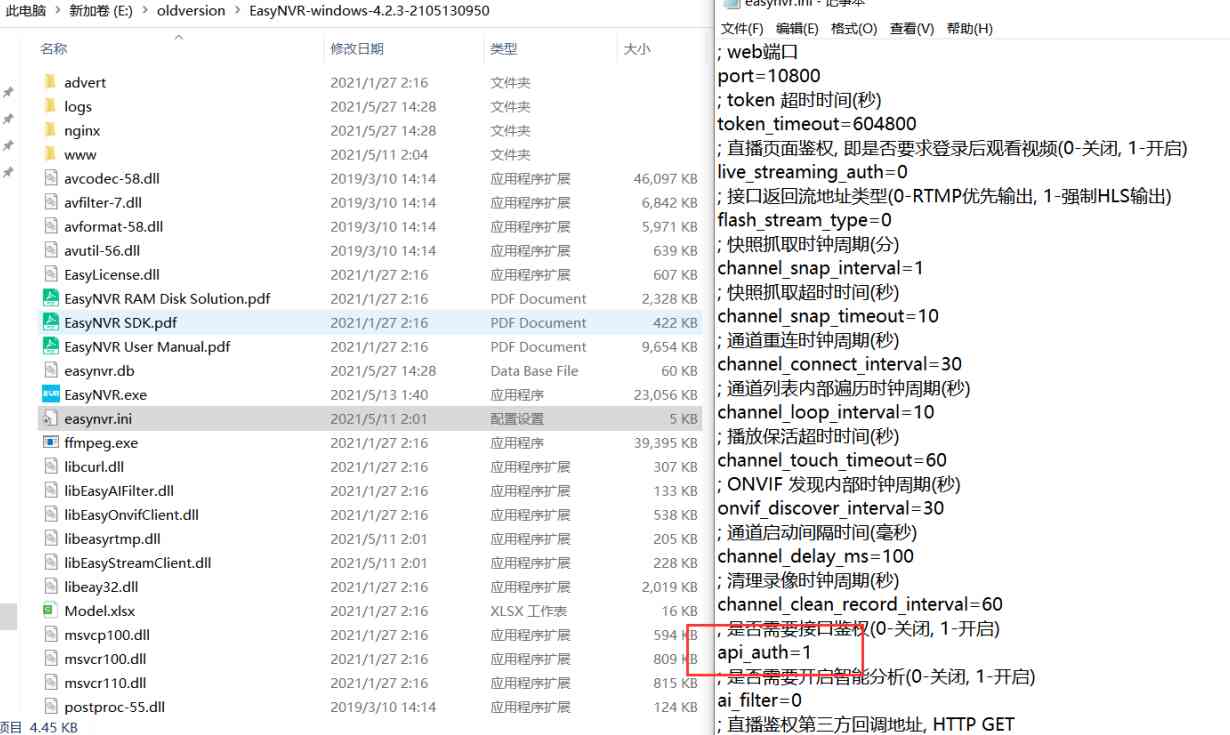 此电脑 > 新加卷 (E:) > oldversion > EasyNVR-windows-4.2.3-2105130950
名称 修改日期 类型 大小
advert 2021/1/27 2:16 文件夹
logs 2021/5/27 14:28 文件夹
nginx 2021/5/27 14:28 文件夹
www 2021/5/11 2:04 文件夹
avcodec-58.dll 2019/3/10 14:14 应用程序扩展 46,097 KB
avfilter-7.dll 2019/3/10 14:14 应用程序扩展 6,842 KB
avformat-58.dll 2019/3/10 14:14 应用程序扩展 5,971 KB
avutil-56.dll 2019/3/10 14:14 应用程序扩展 639 KB
EasyLicense.dll 2021/1/27 2:16 应用程序扩展 607 KB
EasyNVR RAM Disk Solution.pdf 2021/1/27 2:16 PDF Document 2,328 KB
EasyNVR SDK.pdf 2021/1/27 2:16 PDF Document 422 KB
EasyNVR User Manual.pdf 2021/1/27 2:16 PDF Document 9,654 KB
easynvr.db 2021/5/27 14:28 Data Base File 60 KB
EasyNVR.exe 2021/5/13 1:40 应用程序 23,056 KB
easynvr.ini 2021/5/11 2:01 配置设置 5 KB
ffmpeg.exe 2021/1/27 2:16 应用程序 39,395 KB
libcurl.dll 2021/1/27 2:16 应用程序扩展 307 KB
libEasyAIFilter.dll 2021/1/27 2:16 应用程序扩展 133 KB
libEasyOnvifClient.dll 2021/1/27 2:16 应用程序扩展 538 KB
libeasyrtmp.dll 2021/5/11 2:01 应用程序扩展 205 KB
libEasyStreamClient.dll 2021/5/11 2:01 应用程序扩展 228 KB
libeay32.dll 2021/1/27 2:16 应用程序扩展 2,019 KB
Model.xlsx 2021/1/27 2:16 XLSX 工作表 16 KB
msvcp100.dll 2021/1/27 2:16 应用程序扩展 594 KB
msvcr100.dll 2021/1/27 2:16 应用程序扩展 809 KB
msvcr110.dll 2021/1/27 2:16 应用程序扩展 815 KB
postproc-55.dll 2019/3/10 14:14 应用程序扩展 124 KB
项目 4.45 KB
easynvr.ini - 记事本
文件(F) 编辑(E) 格式(O) 查看(V) 帮助(H)
; web端口
port=10800
; token 超时时间(秒)
token_timeout=604800
; 直播页面鉴权, 即是否要求登录后观看视频(0-关闭, 1-开启)
live_streaming_auth=0
; 接口返回流地址类型(0-RTMP优先输出, 1-强制HLS输出)
flash_stream_type=0
; 快照抓取时钟周期(分)
channel_snap_interval=1
; 快照抓取超时时间(秒)
channel_snap_timeout=10
; 通道重连时钟周期(秒)
channel_connect_interval=30
; 通道列表内部遍历时钟周期(秒)
channel_loop_interval=10
; 播放保活超时时间(秒)
channel_touch_timeout=60
; ONVIF 发现内部时钟周期(秒)
onvif_discover_interval=30
; 通道启动间隔时间(毫秒)
channel_delay_ms=100
; 清理录像时钟周期(秒)
channel_clean_record_interval=60
; 是否需要接口鉴权(0-关闭, 1-开启)
api_auth=1
; 是否需要开启智能分析(0-关闭, 1-开启)
ai_filter=0
; 直播鉴权第三方回调地址, HTTP GET